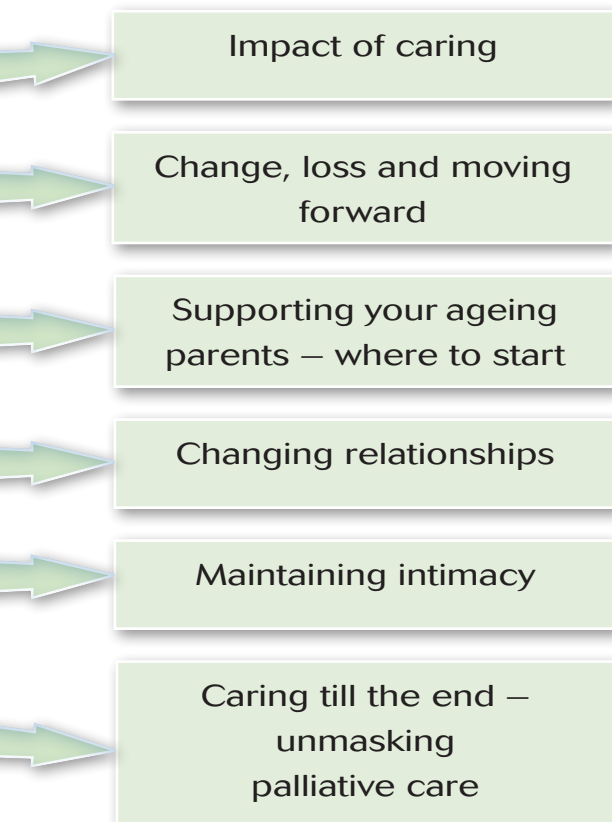 Impact of caring
Change, loss and moving
forward
Supporting your ageing
parents – where to start
Changing relationships
Maintaining intimacy
Caring till the end –
unmasking
palliative care